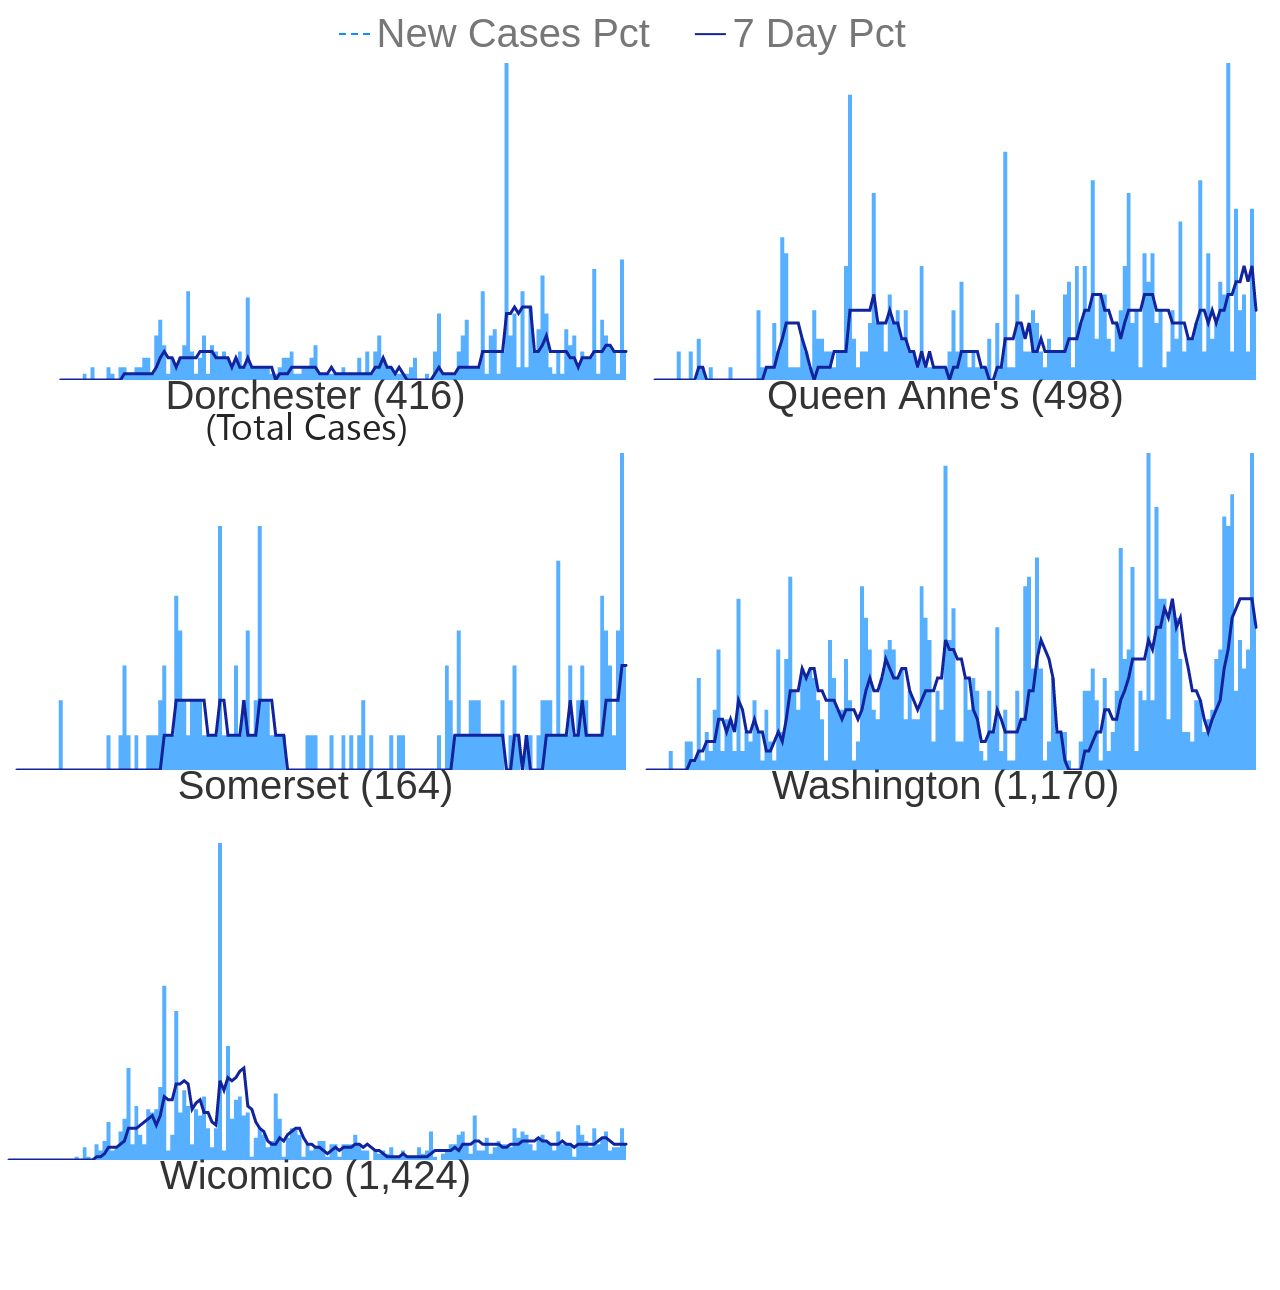 New Cases Pct 7 Day Pct
Dorchester (416)
(Total Cases)
Queen Anne's (498)
Somerset (164)
Washington (1,170)
Wicomico (1,424)